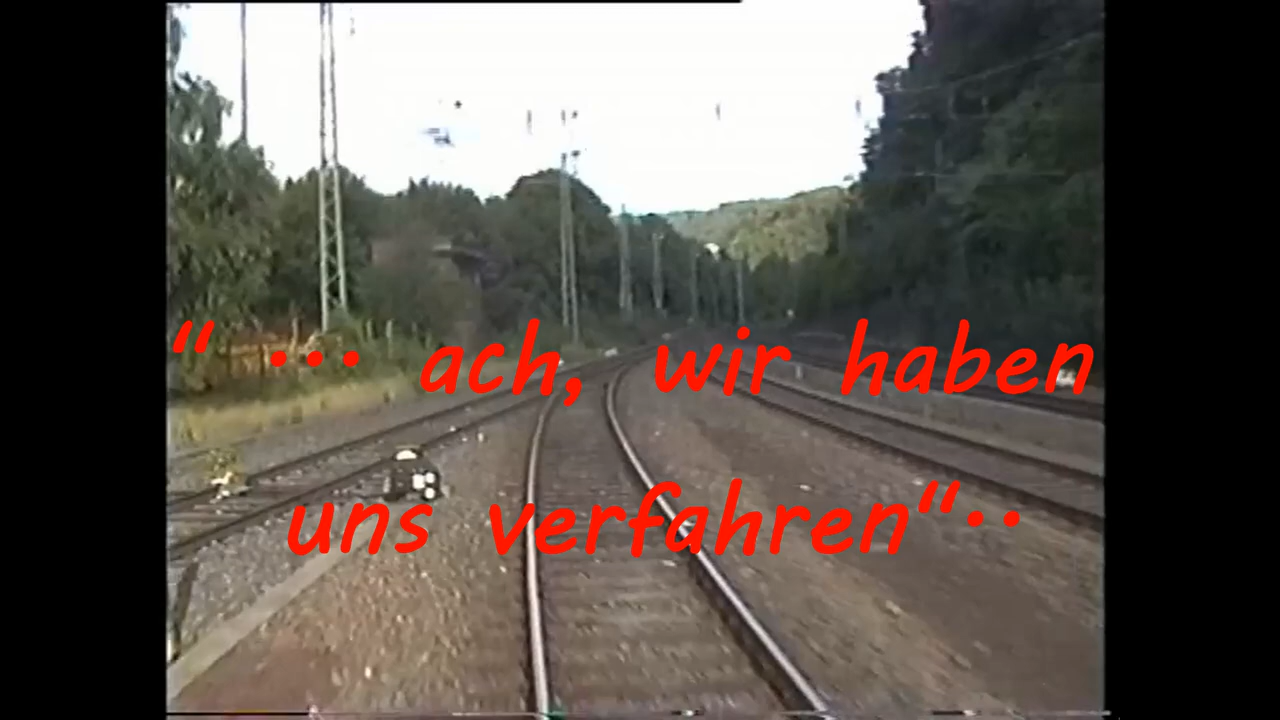 “ ... ach, wir haben
uns verfahren“..